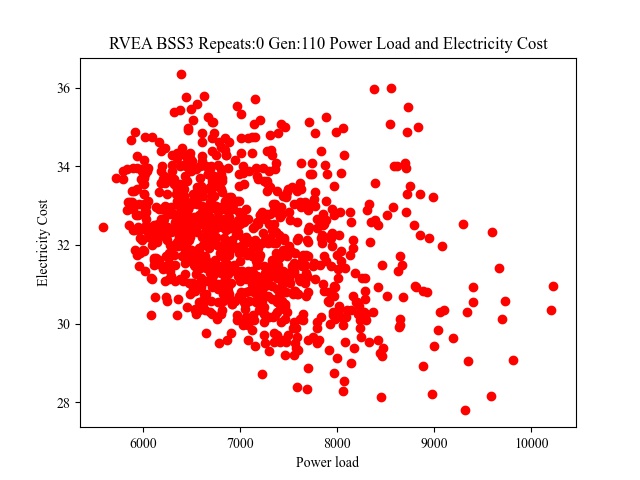 RVEA BSS3 Repeats:0 Gen:110 Power Load and Electricity Cost
36
34
32
30
28
Electricity Cost
6000 7000 8000 9000 10000
Power load